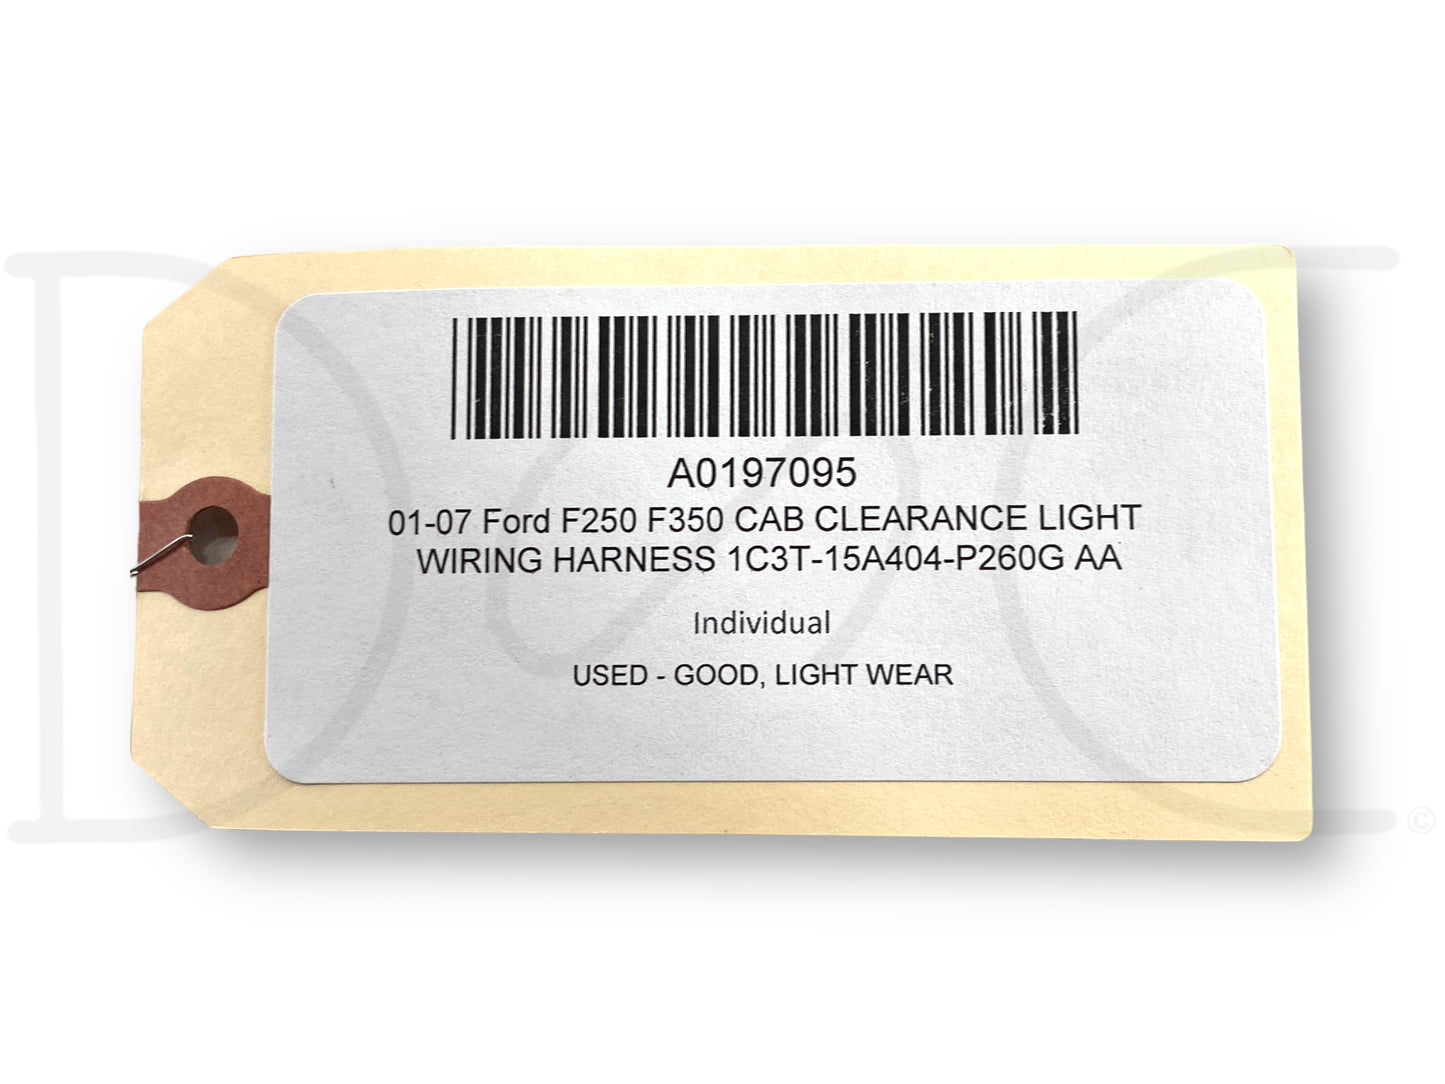 A0197095
01-07 Ford F250 F350 CAB CLEARANCE LIGHT
WIRING HARNESS 1C3T-15A404-P260G AA
Individual
USED - GOOD, LIGHT WEAR
©